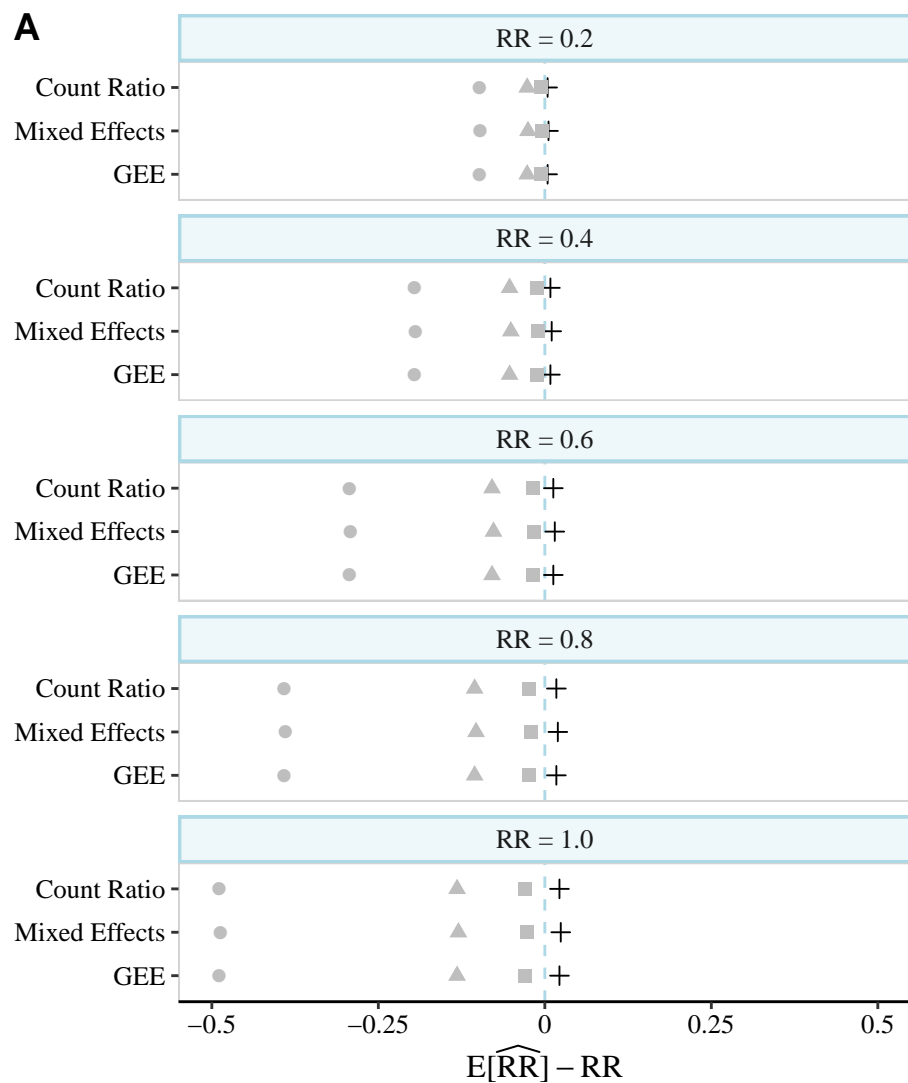 A
RR = 0.2
Count Ratio
Mixed Effects
GEE
RR = 0.4
Count Ratio
Mixed Effects
GEE
RR = 0.6
Count Ratio
Mixed Effects
GEE
RR = 0.8
Count Ratio
Mixed Effects
GEE
RR = 1.0
Count Ratio
Mixed Effects
GEE
−0.5 −0.25 0 0.25 0.5
E[R̂R̂] − RR